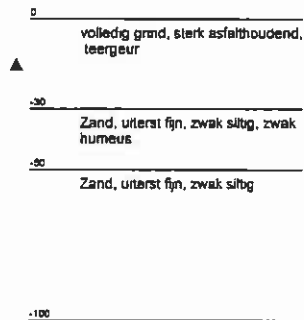 0
volledig grind, sterk asfalthoudend,
teergeur
-30
Zand, uiterst fijn, zwak siltig, zwak
humeus
-50
Zand, uiterst fijn, zwak siltig
-100